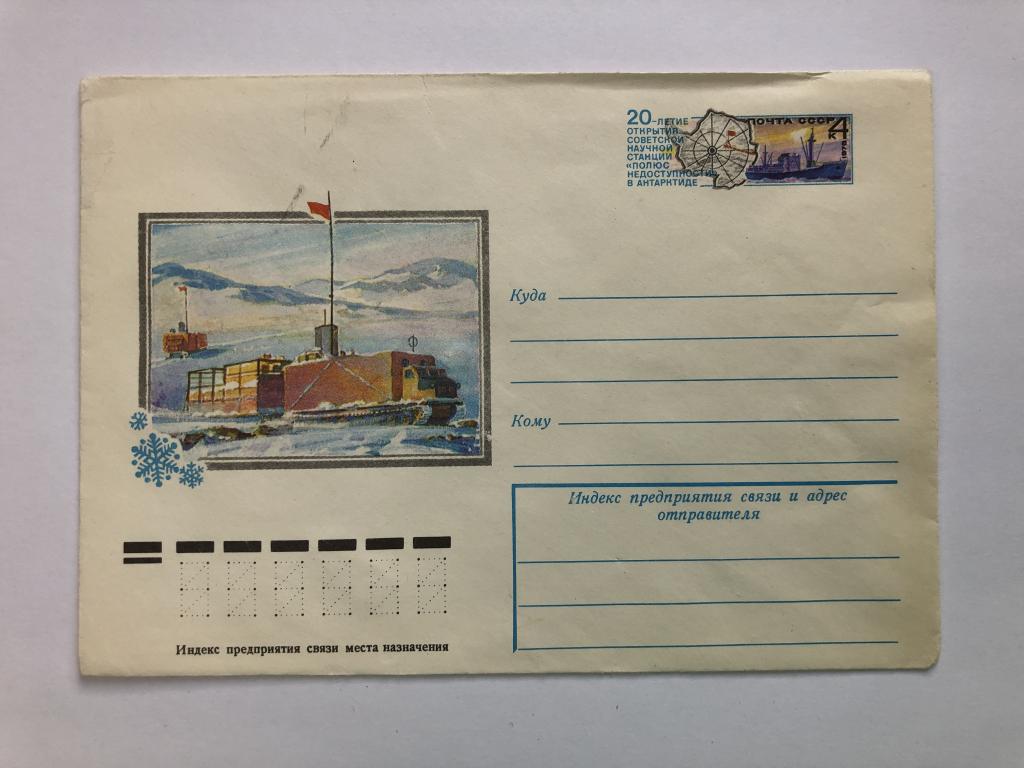 20-ЛЕТИЕ
ОТКРЫТИЯ
СОВЕТСКОЙ
НАУЧНОЙ
СТАНЦИИ
«ПОЛЮС
НЕДОСТУПНОСТИ»
В АНТАРКТИДЕ
ПОЧТА СССР
4
К
1978
Куда
Кому
Индекс предприятия связи и адрес
отправителя
Индекс предприятия связи места назначения